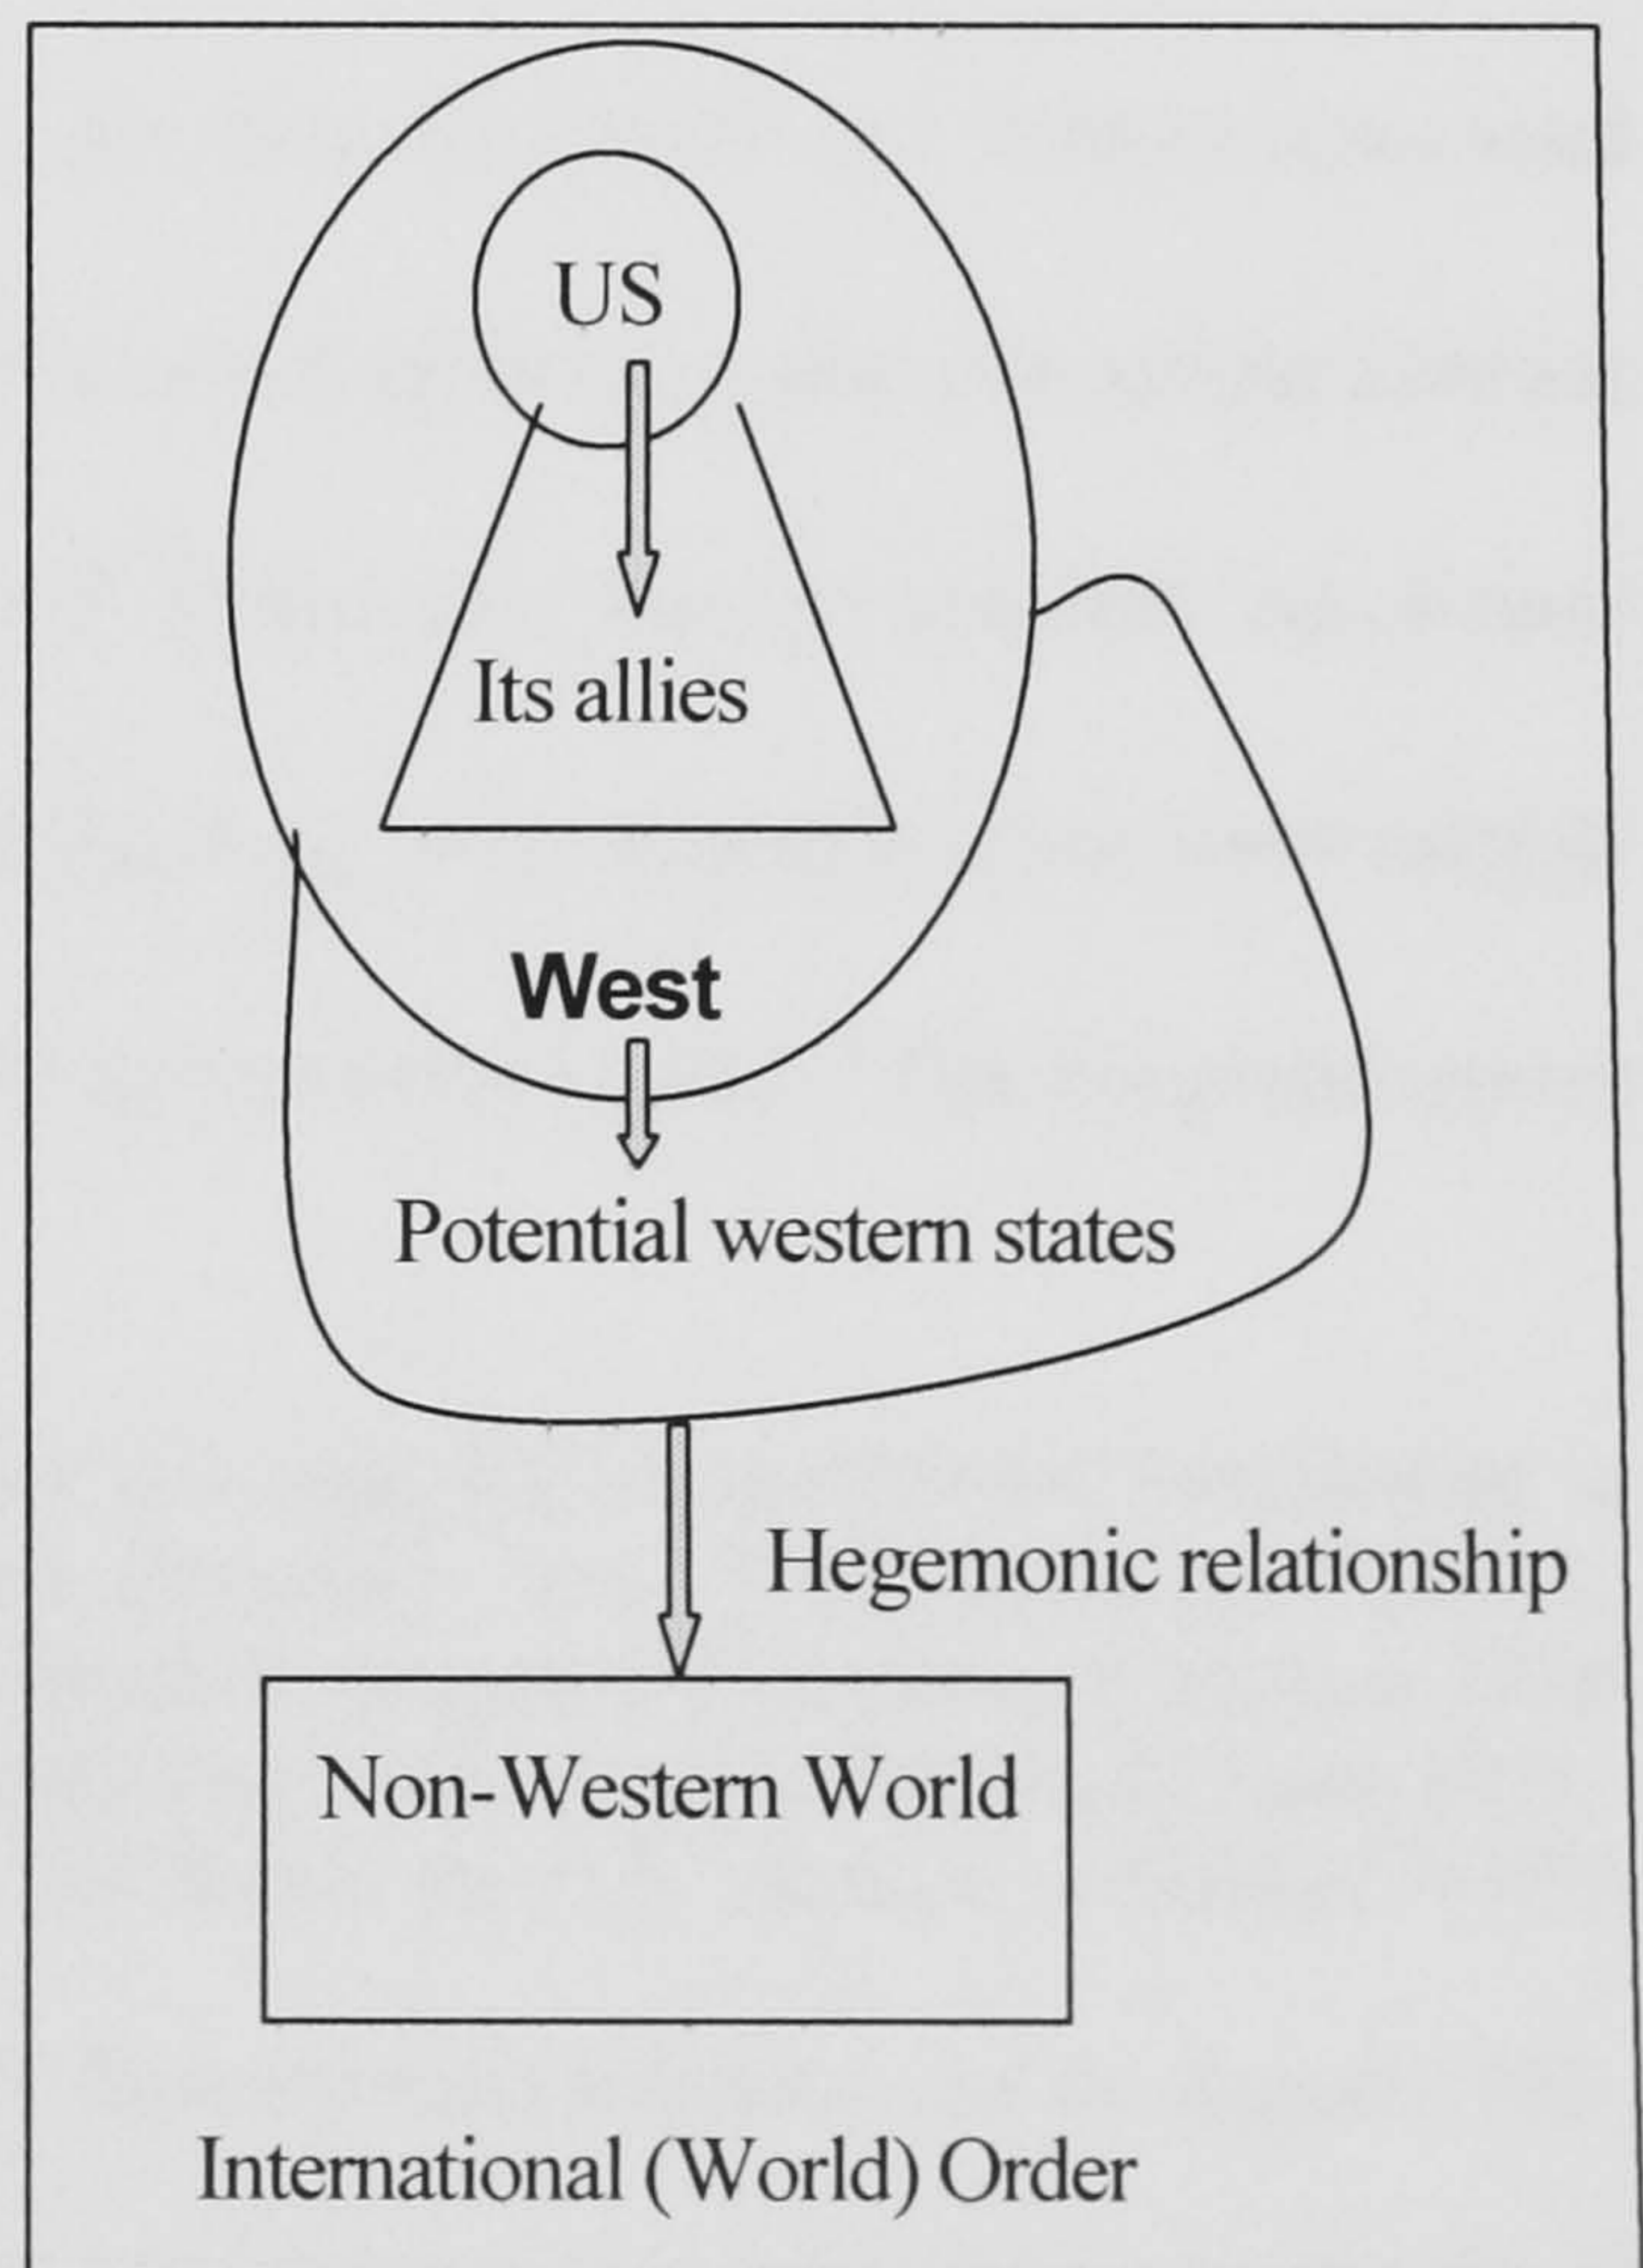 US
Its allies
West
Potential western states
Hegemonic relationship
Non-Western World
International (World) Order